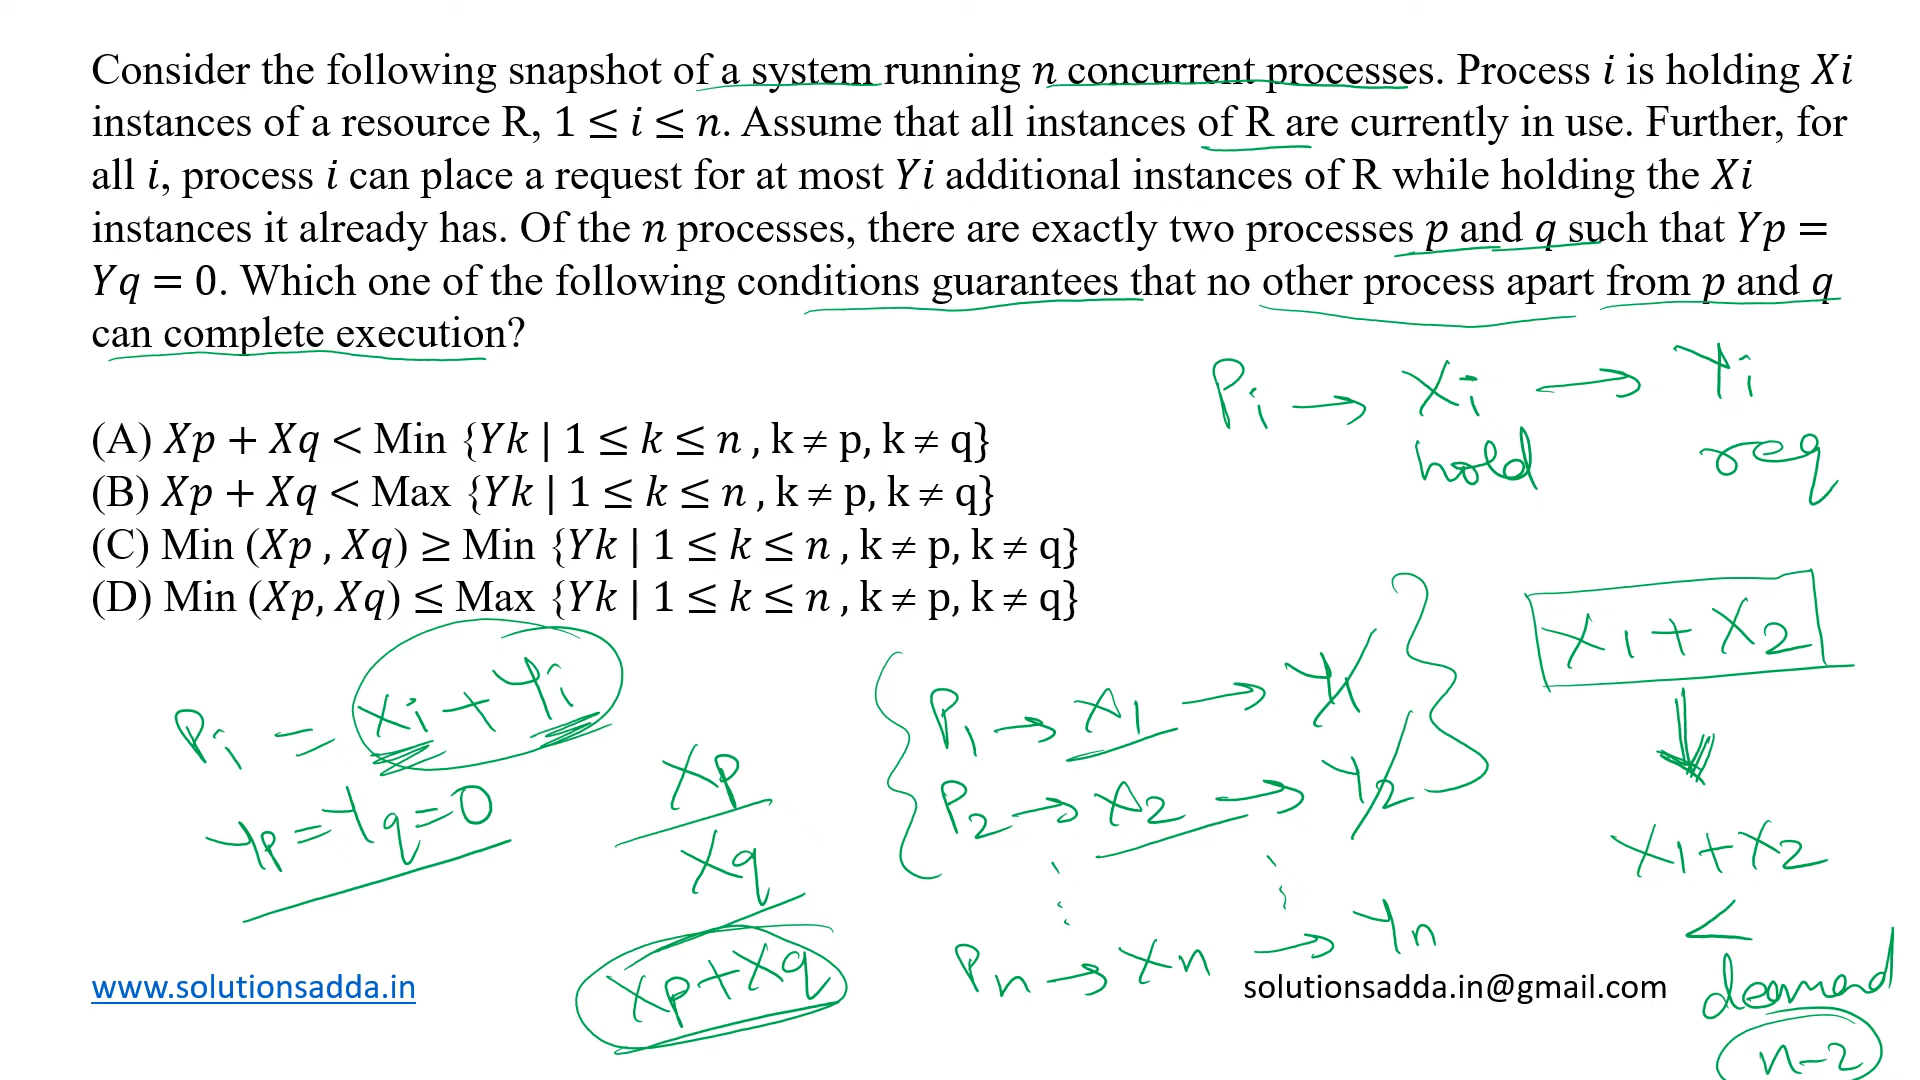 Consider the following snapshot of a system running n concurrent processes. Process i is holding Xi
instances of a resource R, 1 ≤ i ≤ n. Assume that all instances of R are currently in use. Further, for
all i, process i can place a request for at most Yi additional instances of R while holding the Xi
instances it already has. Of the n processes, there are exactly two processes p and q such that Yp =
Yq = 0. Which one of the following conditions guarantees that no other process apart from p and q
can complete execution?
Pi → Xi → Yi
hold req
(A) Xp + Xq < Min {Yk | 1 ≤ k ≤ n , k ≠ p, k ≠ q}
(B) Xp + Xq < Max {Yk | 1 ≤ k ≤ n , k ≠ p, k ≠ q}
(C) Min (Xp , Xq) ≥ Min {Yk | 1 ≤ k ≤ n , k ≠ p, k ≠ q}
(D) Min (Xp, Xq) ≤ Max {Yk | 1 ≤ k ≤ n , k ≠ p, k ≠ q}
Pi = Xi + Yi
Yp = Yq = 0
Xp
Xq
Xp + Xq
P1 → X1 → Y1
P2 → X2 → Y2
Pn → Xn → Yn
X1 + X2
X1 + X2
<
demand
n-2
www.solutionsadda.in
solutionsadda.in@gmail.com